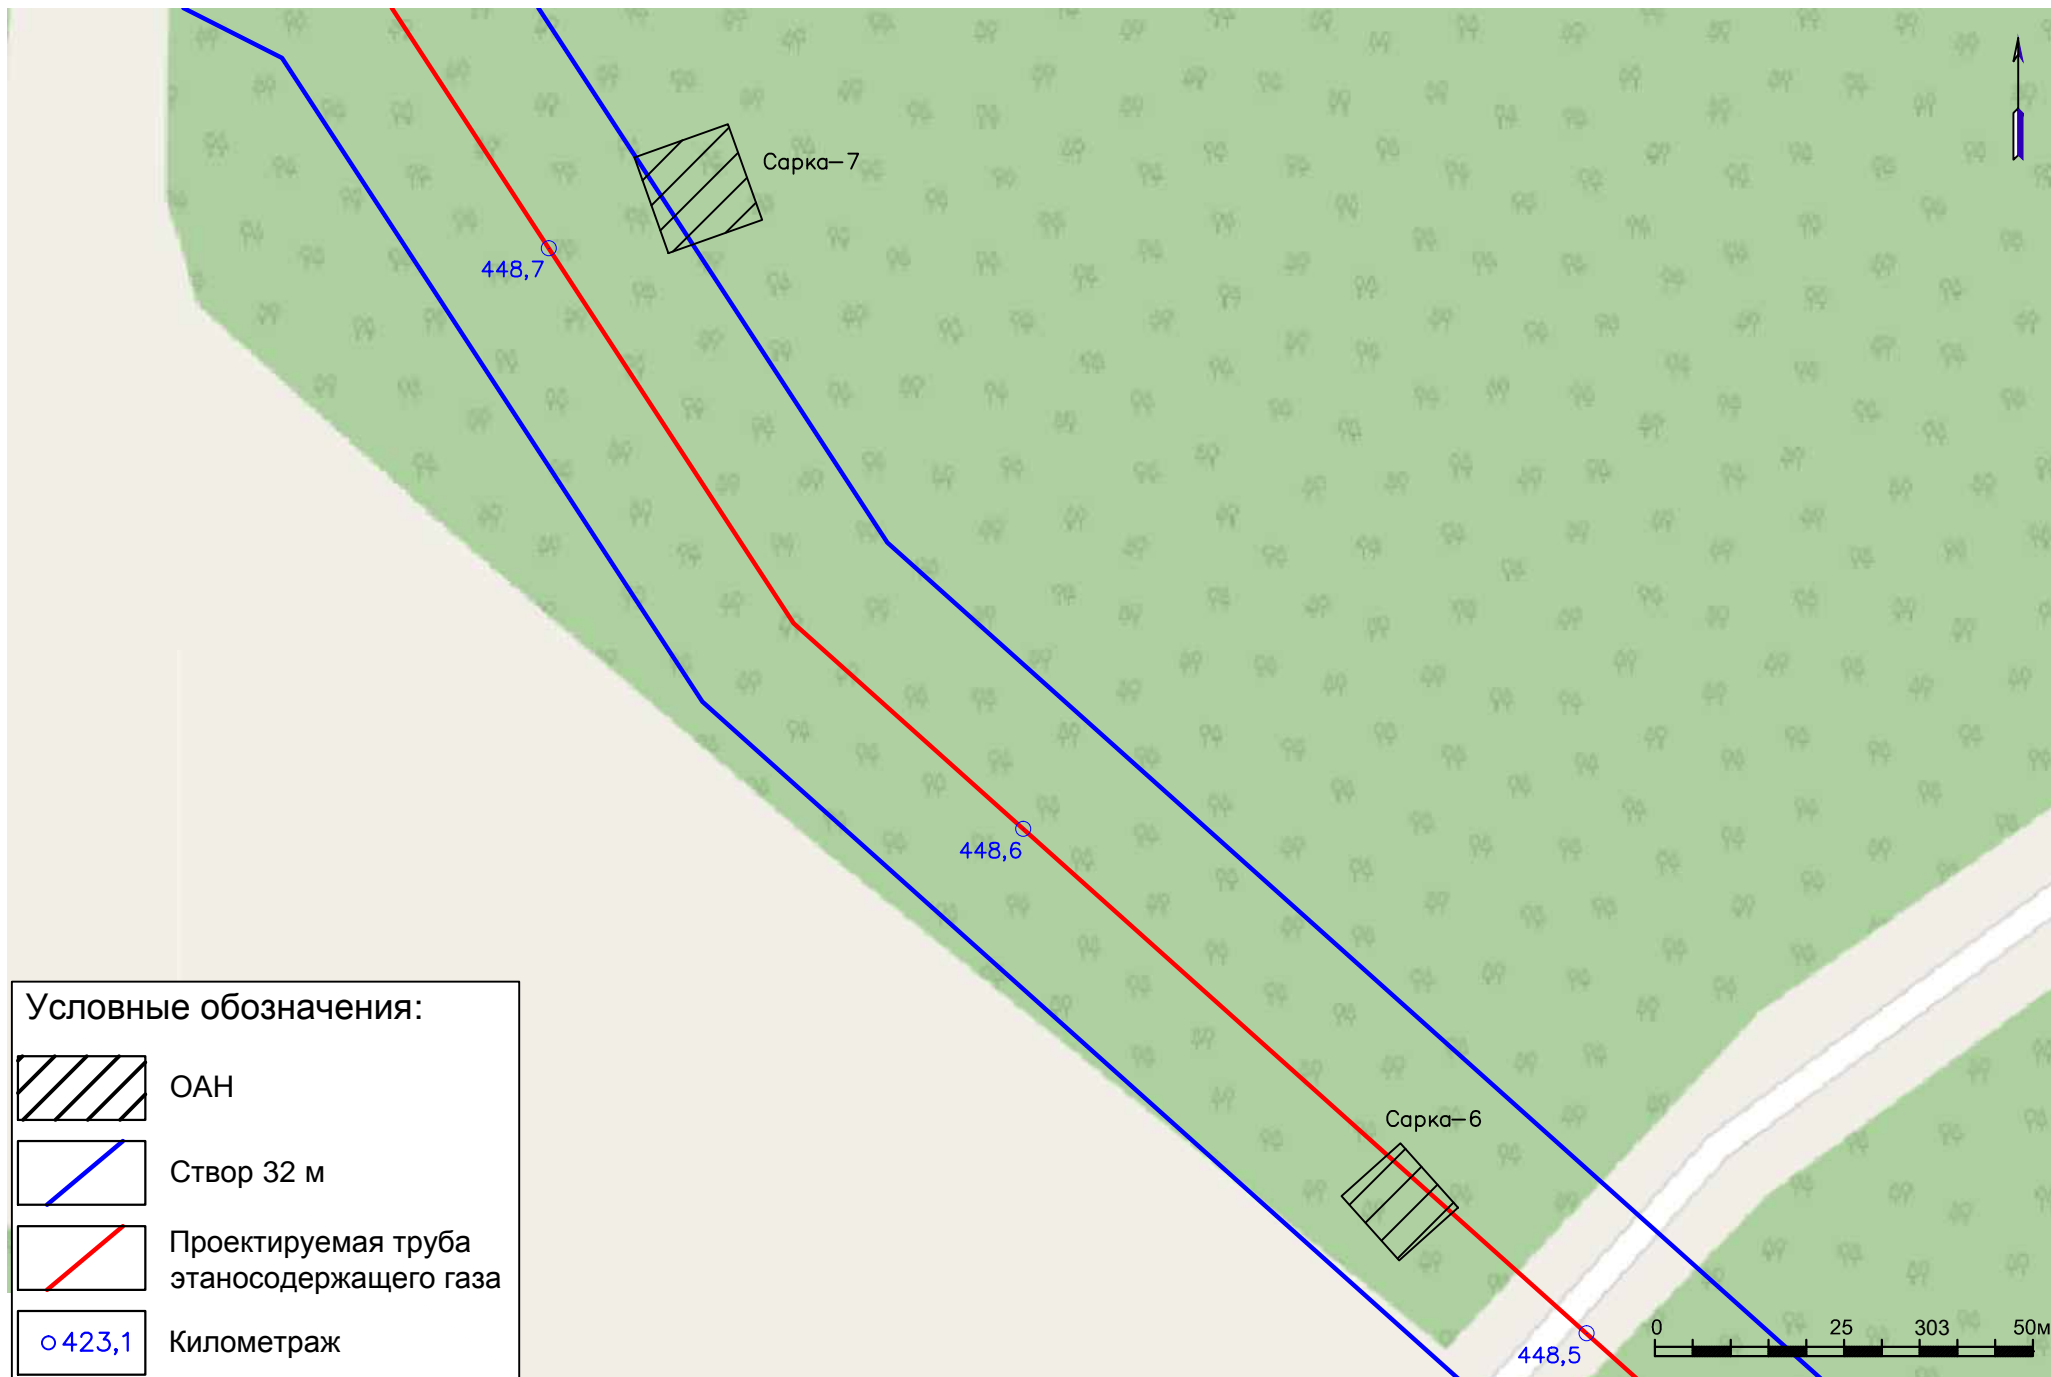 Сарка-7
448,7
448,6
Сарка-6
448,5
0 25 303 50м
Условные обозначения:
ОАН
Створ 32 м
Проектируемая труба
этаносодержащего газа
423,1 Километраж